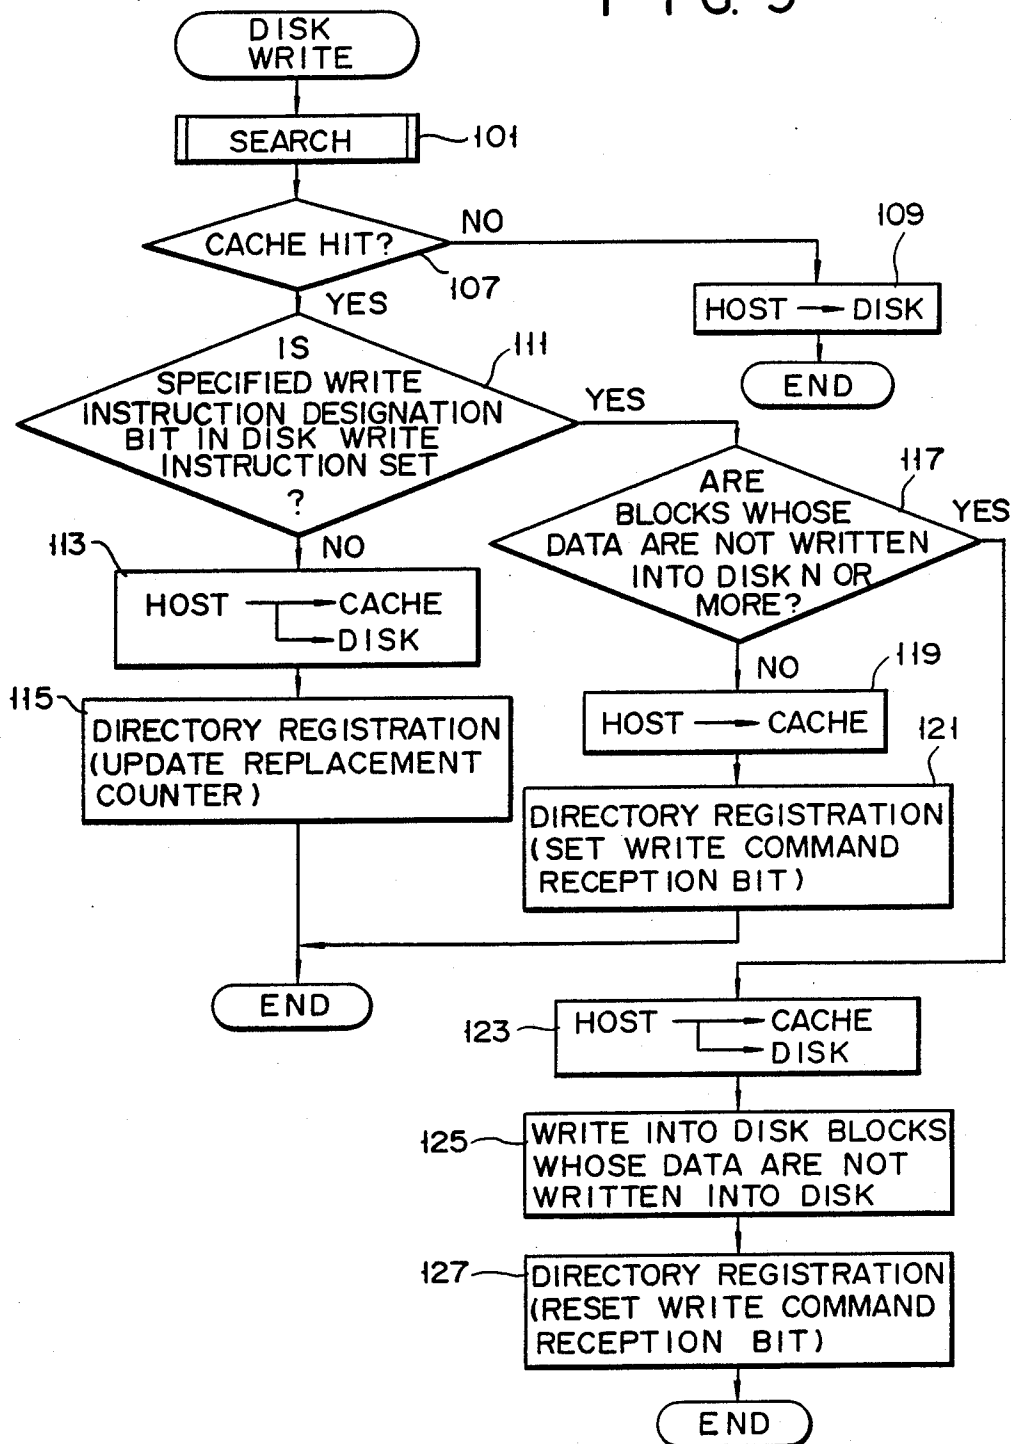 FIG. 5
DISK
WRITE
SEARCH
101
CACHE HIT?
NO
107
109
YES
HOST → DISK
END
IS
SPECIFIED WRITE
INSTRUCTION DESIGNATION
BIT IN DISK WRITE
INSTRUCTION SET
?
111
YES
NO
ARE
BLOCKS WHOSE
DATA ARE NOT WRITTEN
INTO DISK N OR
MORE?
117
YES
NO
113
HOST → CACHE
→ DISK
115
DIRECTORY REGISTRATION
(UPDATE REPLACEMENT
COUNTER)
119
HOST → CACHE
121
DIRECTORY REGISTRATION
(SET WRITE COMMAND
RECEPTION BIT)
END
123
HOST → CACHE
→ DISK
125
WRITE INTO DISK BLOCKS
WHOSE DATA ARE NOT
WRITTEN INTO DISK
127
DIRECTORY REGISTRATION
(RESET WRITE COMMAND
RECEPTION BIT)
END